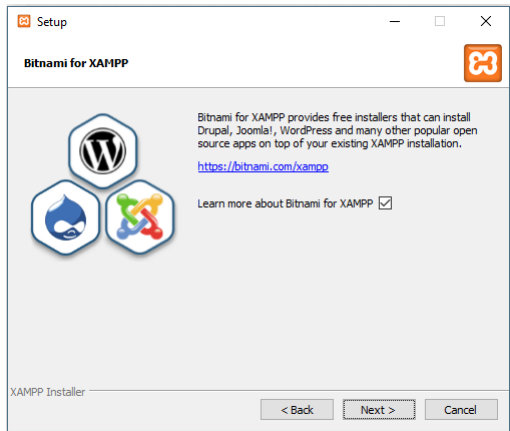 Setup
Bitnami for XAMPP
Bitnami for XAMPP provides free installers that can install
Drupal, Joomla!, WordPress and many other popular open
source apps on top of your existing XAMPP installation.
https://bitnami.com/xampp
Learn more about Bitnami for XAMPP
XAMPP Installer
< Back
Next >
Cancel